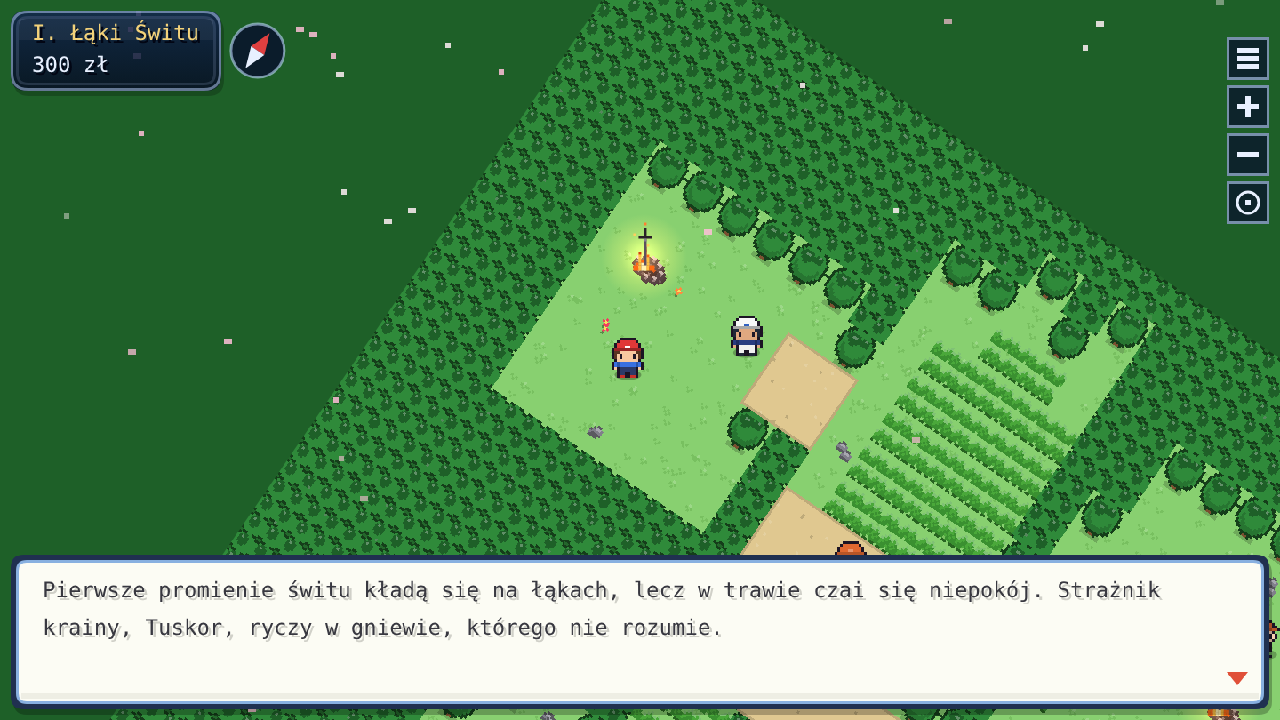 I. Łąki Świtu
300 zł
Pierwsze promienie świtu kładą się na łąkach, lecz w trawie czai się niepokój. Strażnik
krainy, Tuskor, ryczy w gniewie, którego nie rozumie.